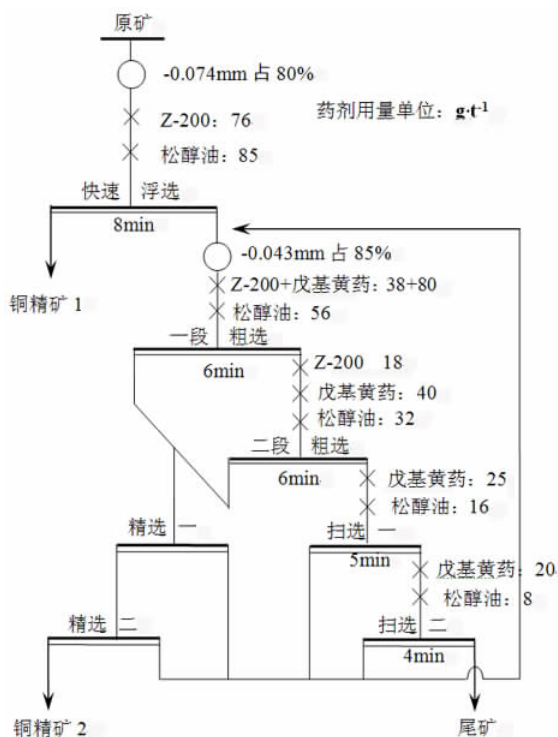 原矿
-0.074mm 占 80%
Z-200：76
药剂用量单位：g·t⁻¹
松醇油：85
快速 浮选
8min
-0.043mm 占 85%
铜精矿 1
Z-200+戊基黄药：38+80
松醇油：56
一段 粗选
6min
Z-200 18
戊基黄药：40
松醇油：32
二段 粗选
6min
戊基黄药：25
松醇油：16
精选 一
扫选 一
5min
戊基黄药：20
松醇油：8
精选 二
扫选 二
4min
铜精矿 2
尾矿